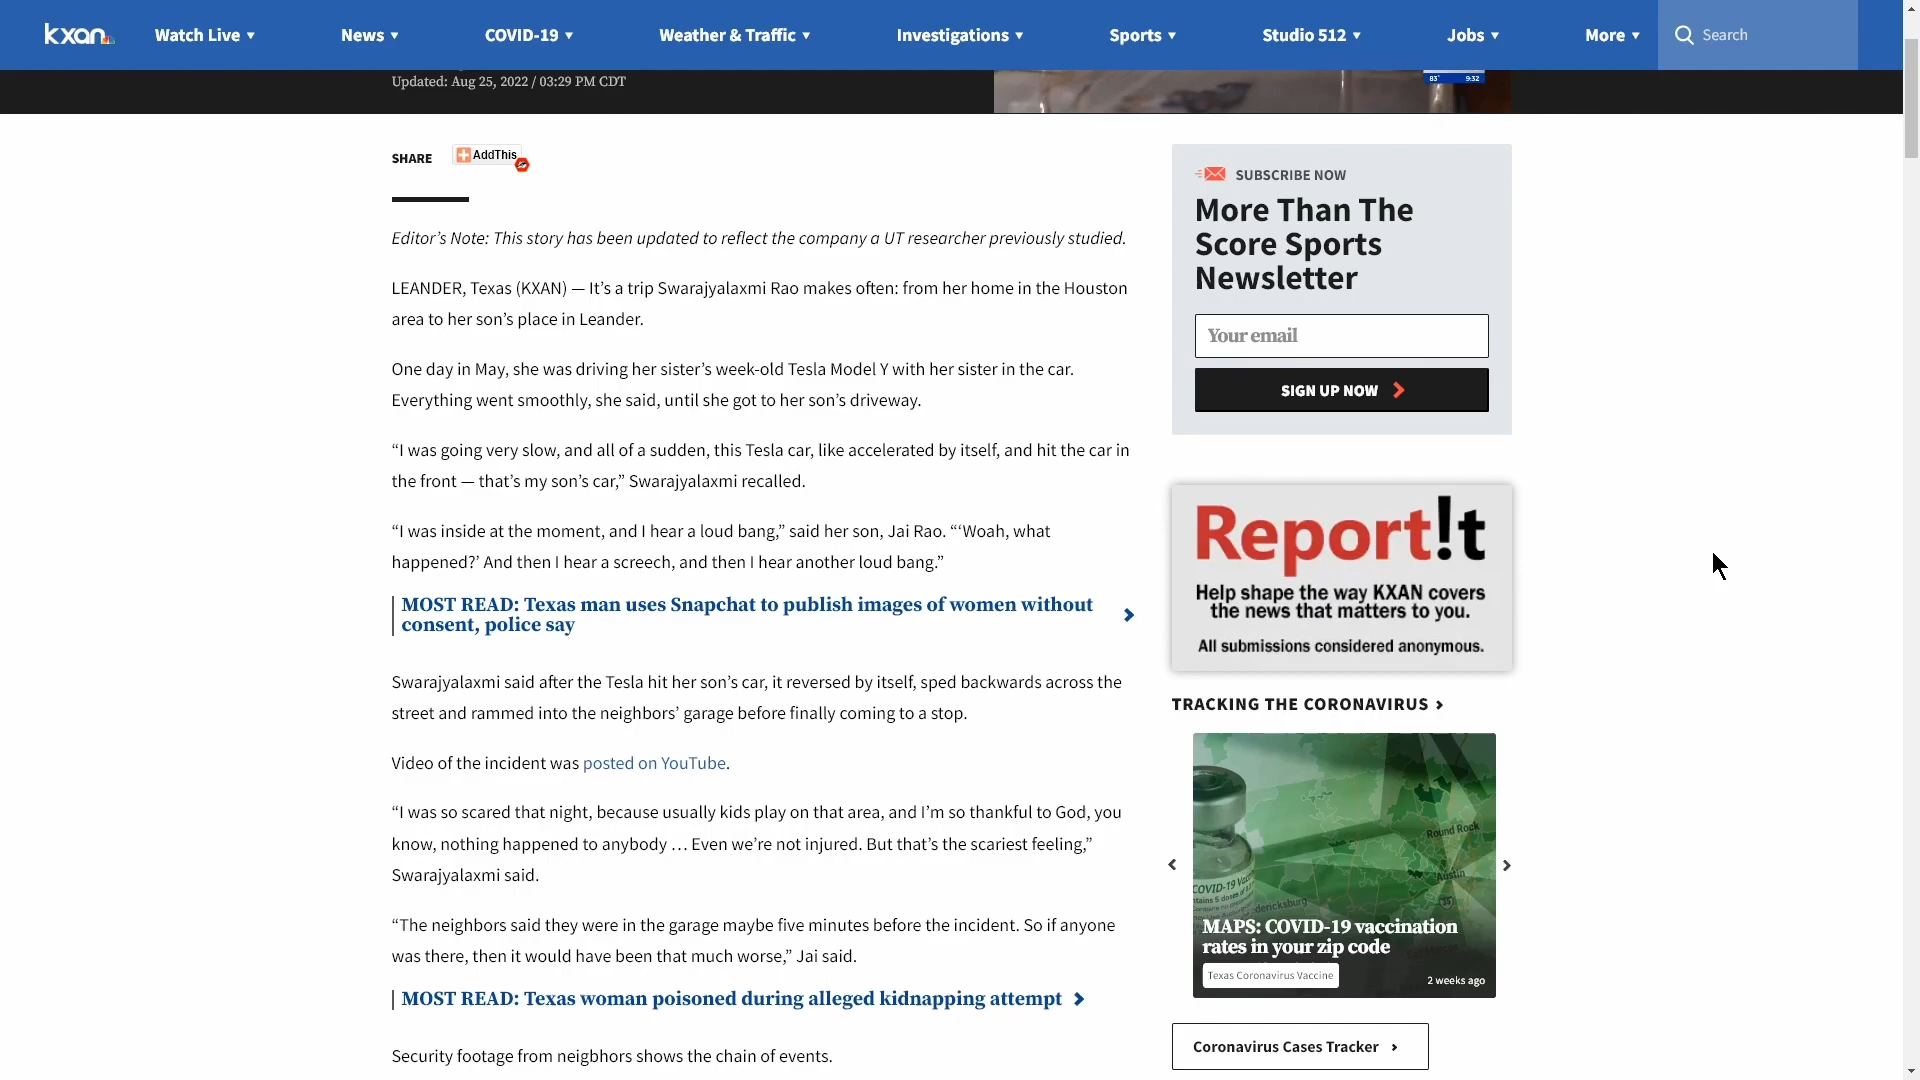 kxan
Watch Live ▾ News ▾ COVID-19 ▾ Weather & Traffic ▾ Investigations ▾ Sports ▾ Studio 512 ▾ Jobs ▾ More ▾ Search
Updated: Aug 25, 2022 / 03:29 PM CDT
83° 9:32
SHARE
AddThis
Editor’s Note: This story has been updated to reflect the company a UT researcher previously studied.
LEANDER, Texas (KXAN) — It’s a trip Swarajyalaxmi Rao makes often: from her home in the Houston
area to her son’s place in Leander.
One day in May, she was driving her sister’s week-old Tesla Model Y with her sister in the car.
Everything went smoothly, she said, until she got to her son’s driveway.
“I was going very slow, and all of a sudden, this Tesla car, like accelerated by itself, and hit the car in
the front — that’s my son’s car,” Swarajyalaxmi recalled.
“I was inside at the moment, and I hear a loud bang,” said her son, Jai Rao. “‘Woah, what
happened?’ And then I hear a screech, and then I hear another loud bang.”
MOST READ: Texas man uses Snapchat to publish images of women without
consent, police say
Swarajyalaxmi said after the Tesla hit her son’s car, it reversed by itself, sped backwards across the
street and rammed into the neighbors’ garage before finally coming to a stop.
Video of the incident was posted on YouTube.
“I was so scared that night, because usually kids play on that area, and I’m so thankful to God, you
know, nothing happened to anybody … Even we’re not injured. But that’s the scariest feeling,”
Swarajyalaxmi said.
“The neighbors said they were in the garage maybe five minutes before the incident. So if anyone
was there, then it would have been that much worse,” Jai said.
MOST READ: Texas woman poisoned during alleged kidnapping attempt
Security footage from neigbhors shows the chain of events.
SUBSCRIBE NOW
More Than The
Score Sports
Newsletter
Your email
SIGN UP NOW
Report!t
Help shape the way KXAN covers
the news that matters to you.
All submissions considered anonymous.
TRACKING THE CORONAVIRUS
Round Rock
Austin
COVID-19
MAPS: COVID-19 vaccination
rates in your zip code
Texas Coronavirus Vaccine
2 weeks ago
Coronavirus Cases Tracker